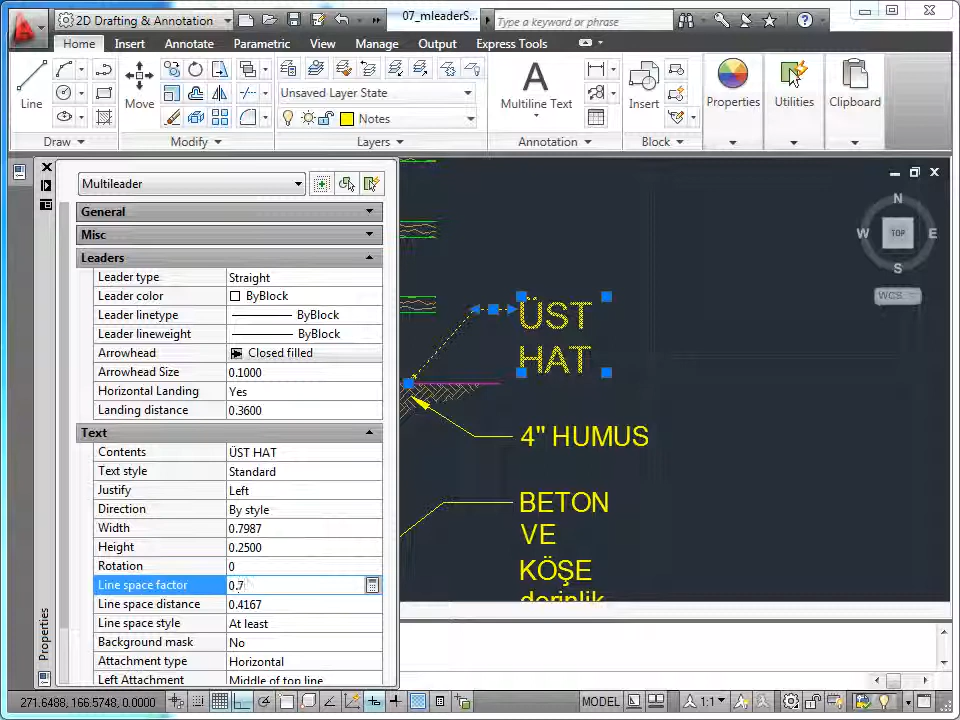 2D Drafting & Annotation
07_mleaderS...
Type a keyword or phrase
Home Insert Annotate Parametric View Manage Output Express Tools
Line
Move
Unsaved Layer State
Notes
Multiline Text
Insert
Properties
Utilities
Clipboard
Draw
Modify
Layers
Annotation
Block
Multileader
General
Misc
Leaders
Leader type Straight
Leader color ByBlock
Leader linetype ByBlock
Leader lineweight ByBlock
Arrowhead Closed filled
Arrowhead Size 0.1000
Horizontal Landing Yes
Landing distance 0.3600
Text
Contents ÜST HAT
Text style Standard
Justify Left
Direction By style
Width 0.7987
Height 0.2500
Rotation 0
Line space factor 0.7
Line space distance 0.4167
Line space style At least
Background mask No
Attachment type Horizontal
Left Attachment Middle of top line
Properties
N
W TOP E
S
WCS
ÜST
HAT
4" HUMUS
BETON
VE
KÖŞE
derinlik
271.6488, 166.5748, 0.0000
MODEL
1:1